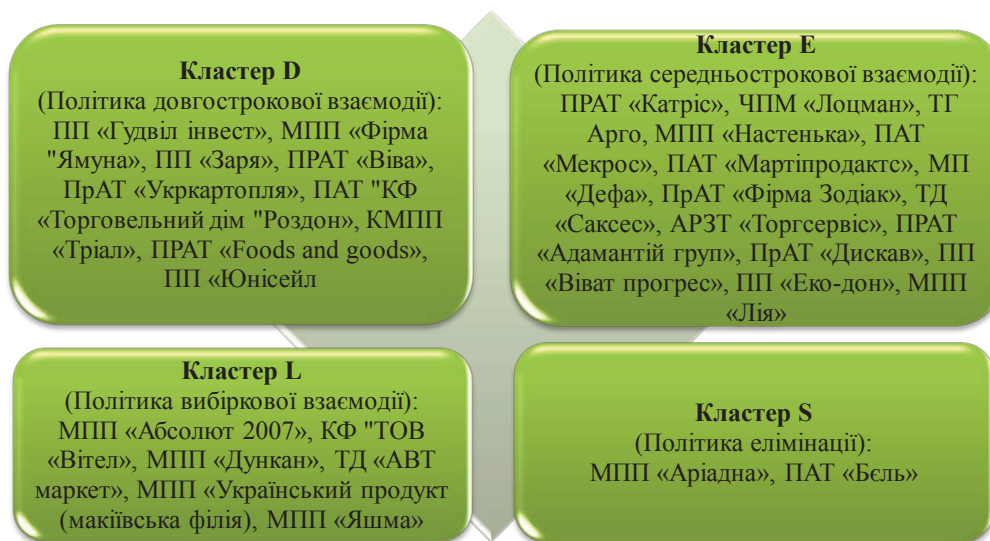 Кластер D
(Політика довгострокової взаємодії):
ПП «Гудвіл інвест», МПП «Фірма
"Ямуна», ПП «Заря», ПРАТ «Віва»,
ПрАТ «Укркартопля», ПАТ "КФ
«Торговельний дім "Роздон», КМПП
«Тріал», ПРАТ «Foods and goods»,
ПП «Юнісейл
Кластер E
(Політика середньострокової взаємодії):
ПРАТ «Катріс», ЧПМ «Лоцман», ТГ
Арго, МПП «Настенька», ПАТ
«Мекрос», ПАТ «Мартіпродактс», МП
«Дефа», ПрАТ «Фірма Зодіак», ТД
«Саксес», АРЗТ «Торгсервіс», ПРАТ
«Адамантій груп», ПрАТ «Дискав», ПП
«Віват прогрес», ПП «Еко-дон», МПП
«Лія»
Кластер L
(Політика вибіркової взаємодії):
МПП «Абсолют 2007», КФ "ТОВ
«Вітел», МПП «Дункан», ТД «АВТ
маркет», МПП «Український продукт
(макіївська філія), МПП «Яшма»
Кластер S
(Політика елімінації):
МПП «Аріадна», ПАТ «Бєль»